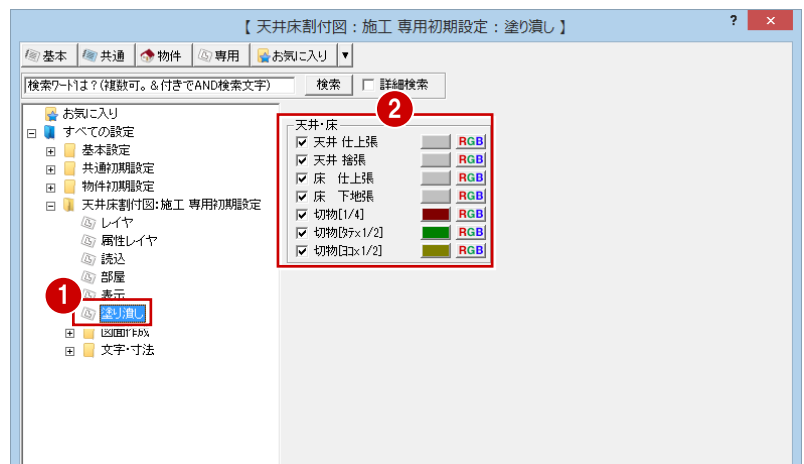 【 天井床割付図：施工 専用初期設定：塗り潰し 】
? ×
基本 共通 物件 専用 お気に入り ▼
検索ワードは？(複数可。＆付きでAND検索文字) 検索 詳細検索
お気に入り
すべての設定
基本設定
共通初期設定
物件初期設定
天井床割付図:施工 専用初期設定
レイヤ
属性レイヤ
読込
部屋
表示
1
塗り潰し
図面作成
文字・寸法
2
天井・床
天井 仕上張 RGB
天井 捨張 RGB
床 仕上張 RGB
床 下地張 RGB
切物[1/4] RGB
切物[ﾀﾃx1/2] RGB
切物[ﾖｺx1/2] RGB